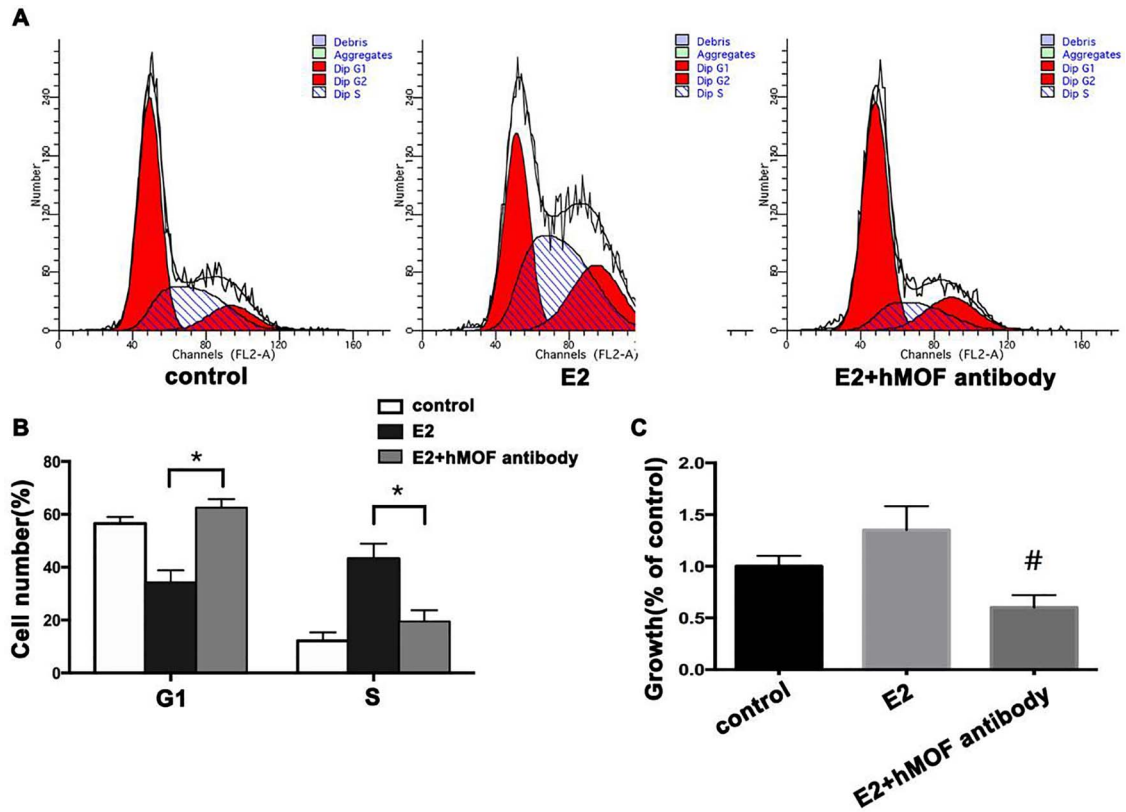 A
Debris
Aggregates
Dip G1
Dip G2
Dip S
Number
240
180
120
80
0
0 40 80 120 160
Channels (FL2-A)
control
Debris
Aggregates
Dip G1
Dip G2
Dip S
Number
240
180
120
80
0
0 40 80
Channels (FL2-A)
E2
Debris
Aggregates
Dip G1
Dip G2
Dip S
Number
240
180
120
80
0
0 40 80 120 160
Channels (FL2-A)
E2+hMOF antibody
B
control
E2
E2+hMOF antibody
Cell number(%)
80
60
40
20
0
*
*
G1 S
C
Growth(% of control)
2.0
1.5
1.0
0.5
0.0
#
control
E2
E2+hMOF antibody